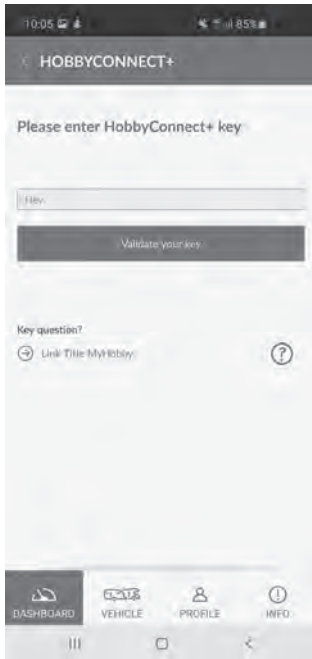 10:05 85%
HOBBYCONNECT+
Please enter HobbyConnect+ key
Key
Validate your key
Key question?
Link Title MyHobby
?
DASHBOARD VEHICLE PROFILE INFO